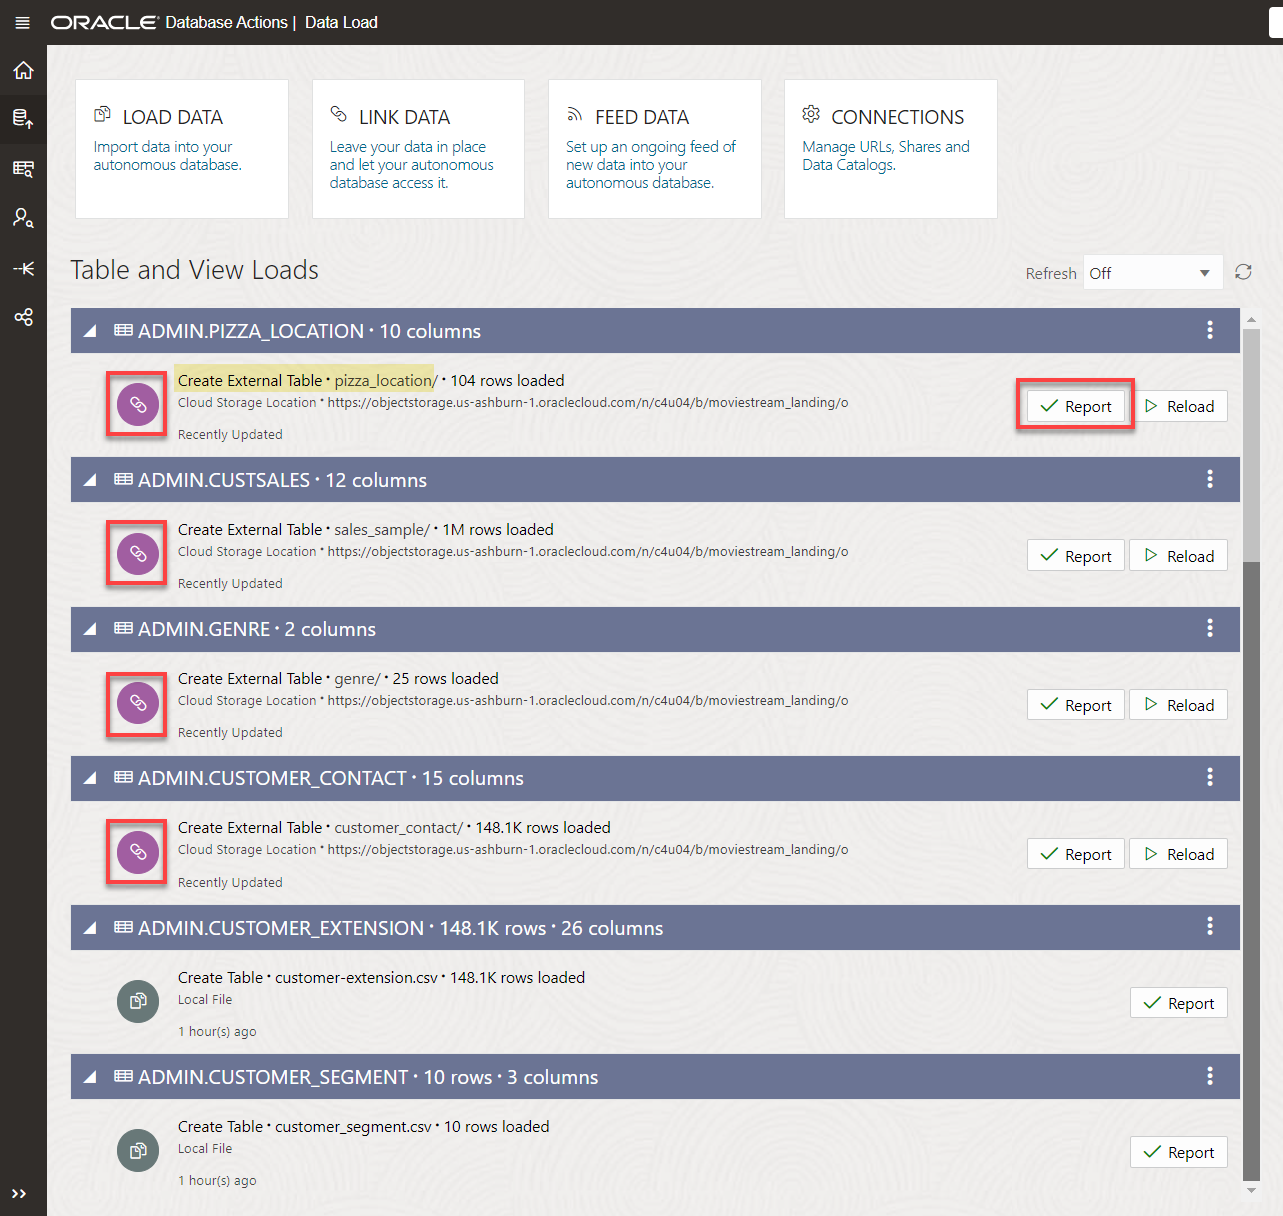 ORACLE Database Actions | Data Load
LOAD DATA
Import data into your
autonomous database.
LINK DATA
Leave your data in place
and let your autonomous
database access it.
FEED DATA
Set up an ongoing feed of
new data into your
autonomous database.
CONNECTIONS
Manage URLs, Shares and
Data Catalogs.
Table and View Loads
Refresh Off
ADMIN.PIZZA_LOCATION · 10 columns
Create External Table • pizza_location/ • 104 rows loaded
Cloud Storage Location • https://objectstorage.us-ashburn-1.oraclecloud.com/n/c4u04/b/moviestream_landing/o
Recently Updated
Report Reload
ADMIN.CUSTSALES · 12 columns
Create External Table • sales_sample/ • 1M rows loaded
Cloud Storage Location • https://objectstorage.us-ashburn-1.oraclecloud.com/n/c4u04/b/moviestream_landing/o
Recently Updated
Report Reload
ADMIN.GENRE · 2 columns
Create External Table • genre/ • 25 rows loaded
Cloud Storage Location • https://objectstorage.us-ashburn-1.oraclecloud.com/n/c4u04/b/moviestream_landing/o
Recently Updated
Report Reload
ADMIN.CUSTOMER_CONTACT · 15 columns
Create External Table • customer_contact/ • 148.1K rows loaded
Cloud Storage Location • https://objectstorage.us-ashburn-1.oraclecloud.com/n/c4u04/b/moviestream_landing/o
Recently Updated
Report Reload
ADMIN.CUSTOMER_EXTENSION · 148.1K rows · 26 columns
Create Table • customer-extension.csv • 148.1K rows loaded
Local File
1 hour(s) ago
Report
ADMIN.CUSTOMER_SEGMENT · 10 rows · 3 columns
Create Table • customer_segment.csv • 10 rows loaded
Local File
1 hour(s) ago
Report